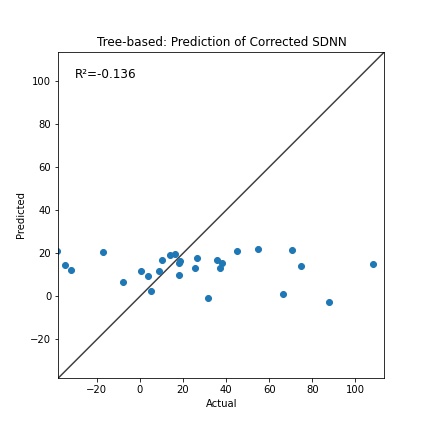 Tree-based: Prediction of Corrected SDNN
R²=-0.136
100
80
60
40
20
0
−20
Predicted
−20 0 20 40 60 80 100
Actual